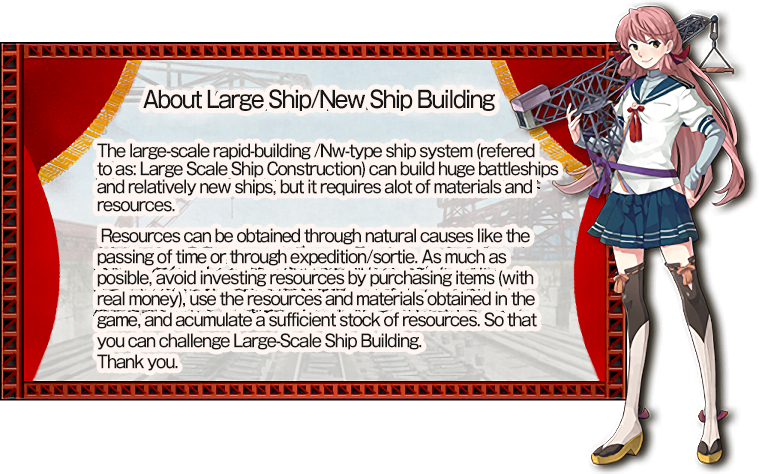 About Large Ship/New Ship Building
The large-scale rapid-building /Nw-type ship system (refered
to as: Large Scale Ship Construction) can build huge battleships
and relatively new ships, but it requires alot of materials and
resources.
Resources can be obtained through natural causes like the
passing of time or through expedition/sortie. As much as
posible, avoid investing resources by purchasing items (with
real money), use the resources and materials obtained in the
game, and acumulate a sufficient stock of resources. So that
you can challenge Large-Scale Ship Building.
Thank you.